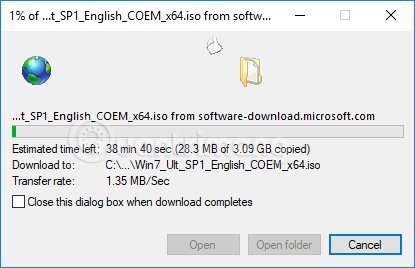 1% of ...t_SP1_English_COEM_x64.iso from softwar...
...t_SP1_English_COEM_x64.iso from software-download.microsoft.com
Estimated time left: 38 min 40 sec (28.3 MB of 3.09 GB copied)
Download to: C:\...\Win7_Ult_SP1_English_COEM_x64.iso
Transfer rate: 1.35 MB/Sec
Close this dialog box when download completes
Open Open folder Cancel